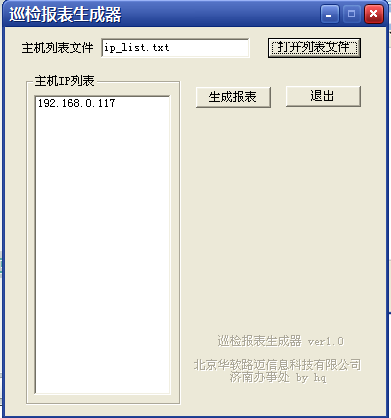 巡检报表生成器
主机列表文件 ip_list.txt 打开列表文件
主机IP列表
192.168.0.117
生成报表 退出
巡检报表生成器 ver1.0
北京华软路迈信息科技有限公司
济南办事处 by hq